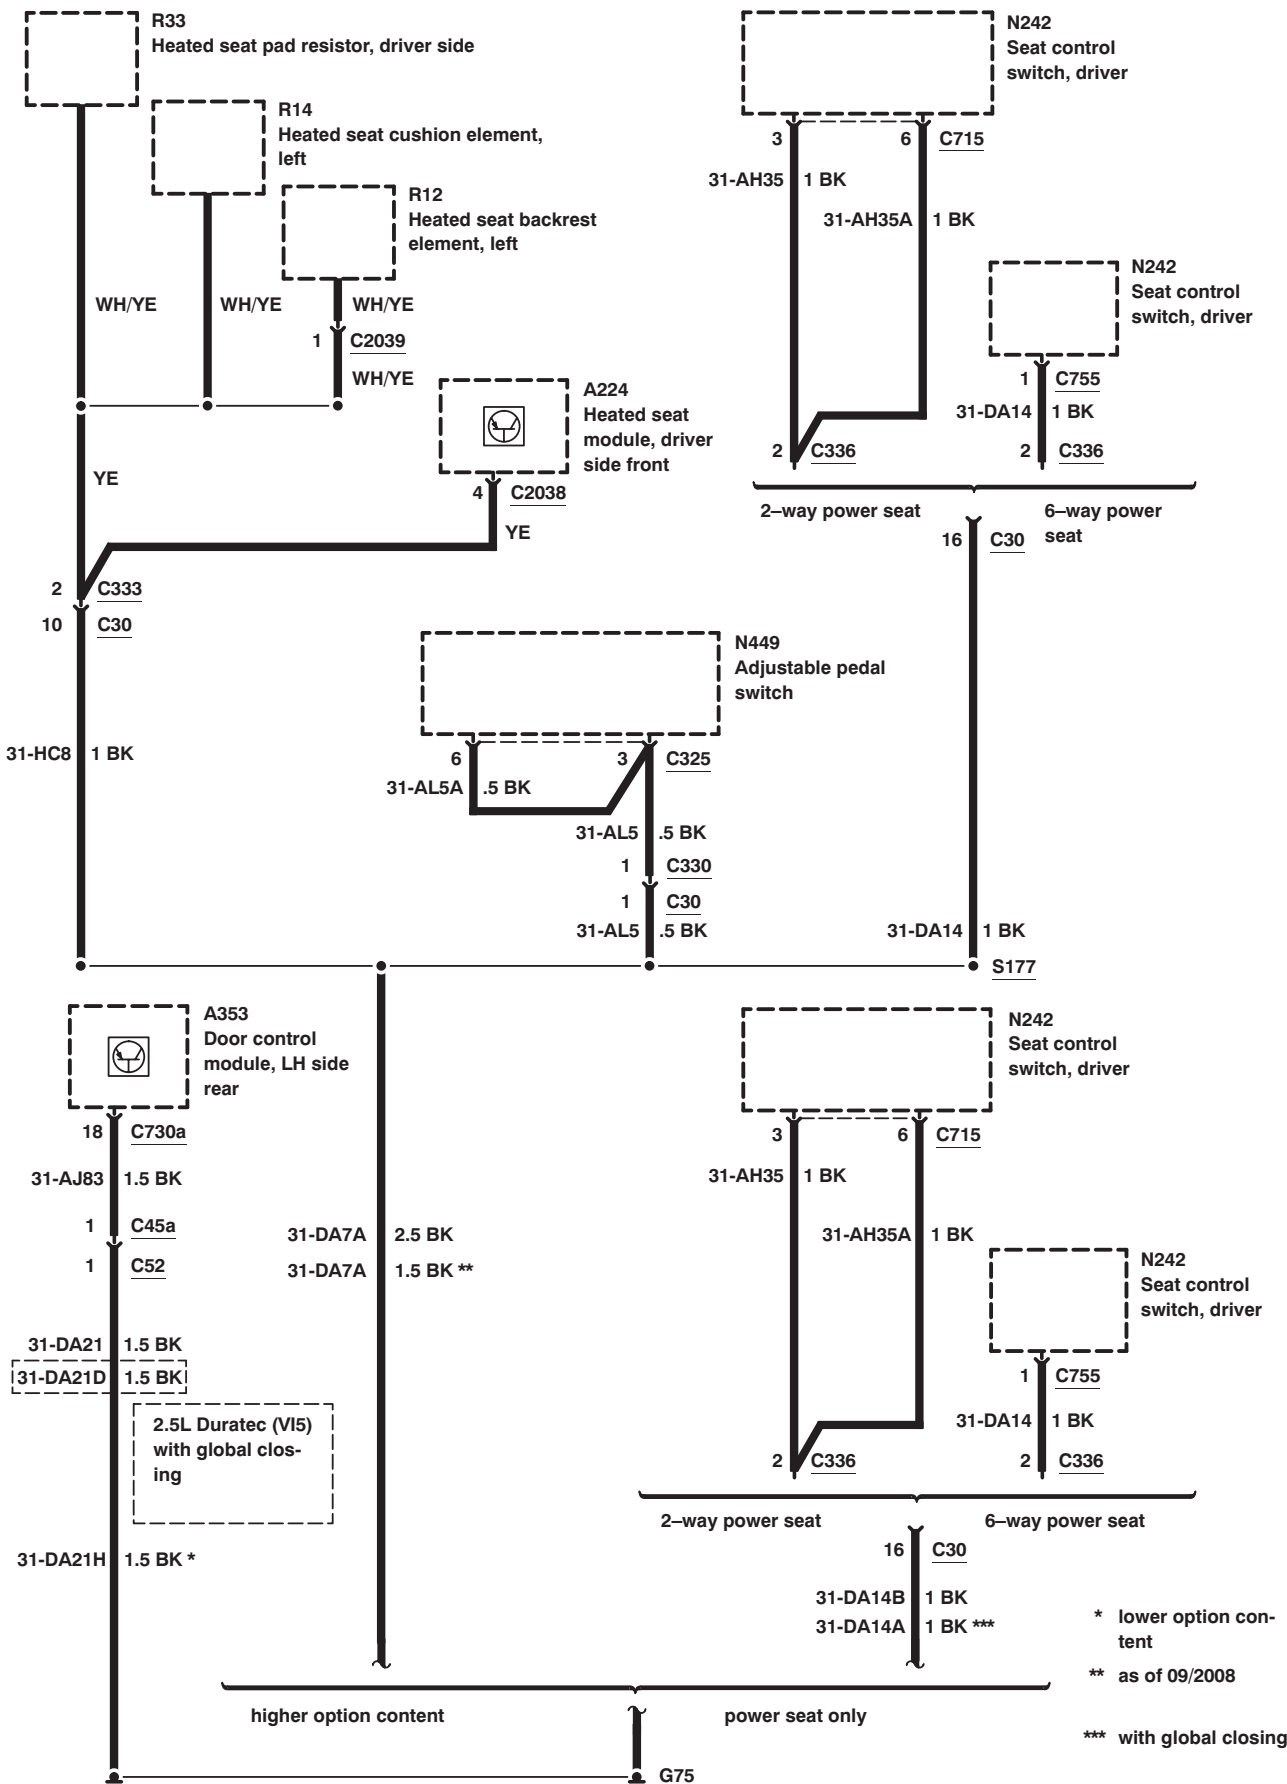 R33
Heated seat pad resistor, driver side
R14
Heated seat cushion element,
left
R12
Heated seat backrest
element, left
WH/YE
WH/YE
WH/YE
1 C2039
WH/YE
A224
Heated seat
module, driver
side front
4 C2038
YE
YE
2 C333
10 C30
31-HC8 1 BK
N242
Seat control
switch, driver
3 6 C715
31-AH35 1 BK
31-AH35A 1 BK
N242
Seat control
switch, driver
1 C755
31-DA14 1 BK
2 C336
2 C336
2–way power seat
6–way power
seat
16 C30
N449
Adjustable pedal
switch
6 3 C325
31-AL5A .5 BK
31-AL5 .5 BK
1 C330
1 C30
31-AL5 .5 BK
31-DA14 1 BK
S177
A353
Door control
module, LH side
rear
18 C730a
31-AJ83 1.5 BK
1 C45a
1 C52
31-DA21 1.5 BK
31-DA21D 1.5 BK
2.5L Duratec (VI5)
with global clos-
ing
31-DA21H 1.5 BK *
31-DA7A 2.5 BK
31-DA7A 1.5 BK **
N242
Seat control
switch, driver
3 6 C715
31-AH35 1 BK
31-AH35A 1 BK
N242
Seat control
switch, driver
1 C755
31-DA14 1 BK
2 C336
2 C336
2–way power seat
6–way power seat
16 C30
31-DA14B 1 BK
31-DA14A 1 BK ***
* lower option con-
tent
** as of 09/2008
*** with global closing
higher option content
power seat only
G75